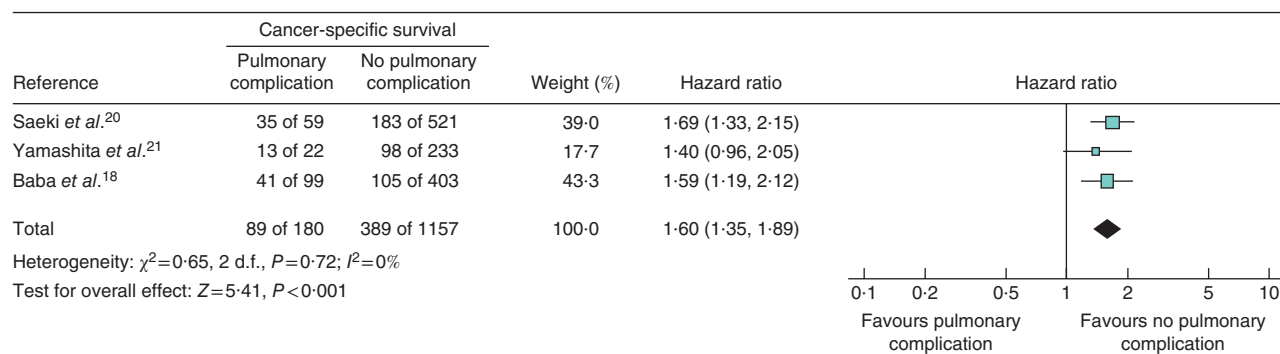 Cancer-specific survival
Pulmonary No pulmonary
Reference complication complication Weight (%) Hazard ratio Hazard ratio
Saeki et al.20 35 of 59 183 of 521 39·0 1·69 (1·33, 2·15)
Yamashita et al.21 13 of 22 98 of 233 17·7 1·40 (0·96, 2·05)
Baba et al.18 41 of 99 105 of 403 43·3 1·59 (1·19, 2·12)
Total 89 of 180 389 of 1157 100·0 1·60 (1·35, 1·89)
Heterogeneity: χ2=0·65, 2 d.f., P=0·72; I2=0%
Test for overall effect: Z=5·41, P<0·001
0·1 0·2 0·5 1 2 5 10
Favours pulmonary Favours no pulmonary
complication complication